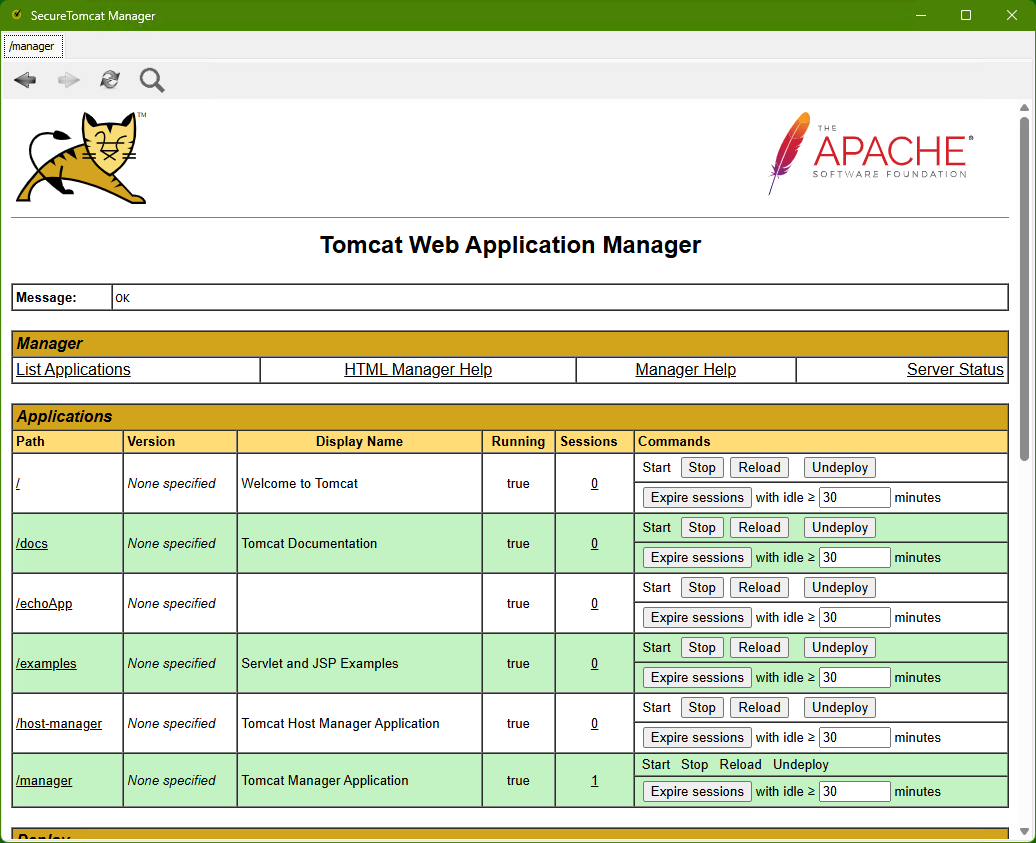 SecureTomcat Manager
/manager
TM
THE
APACHE®
SOFTWARE FOUNDATION
Tomcat Web Application Manager
Message: OK
Manager
List Applications HTML Manager Help Manager Help Server Status
Applications
Path Version Display Name Running Sessions Commands
/ None specified Welcome to Tomcat true 0 Start Stop Reload Undeploy
Expire sessions with idle ≥ 30 minutes
/docs None specified Tomcat Documentation true 0 Start Stop Reload Undeploy
Expire sessions with idle ≥ 30 minutes
/echoApp None specified true 0 Start Stop Reload Undeploy
Expire sessions with idle ≥ 30 minutes
/examples None specified Servlet and JSP Examples true 0 Start Stop Reload Undeploy
Expire sessions with idle ≥ 30 minutes
/host-manager None specified Tomcat Host Manager Application true 0 Start Stop Reload Undeploy
Expire sessions with idle ≥ 30 minutes
/manager None specified Tomcat Manager Application true 1 Start Stop Reload Undeploy
Expire sessions with idle ≥ 30 minutes
Deploy